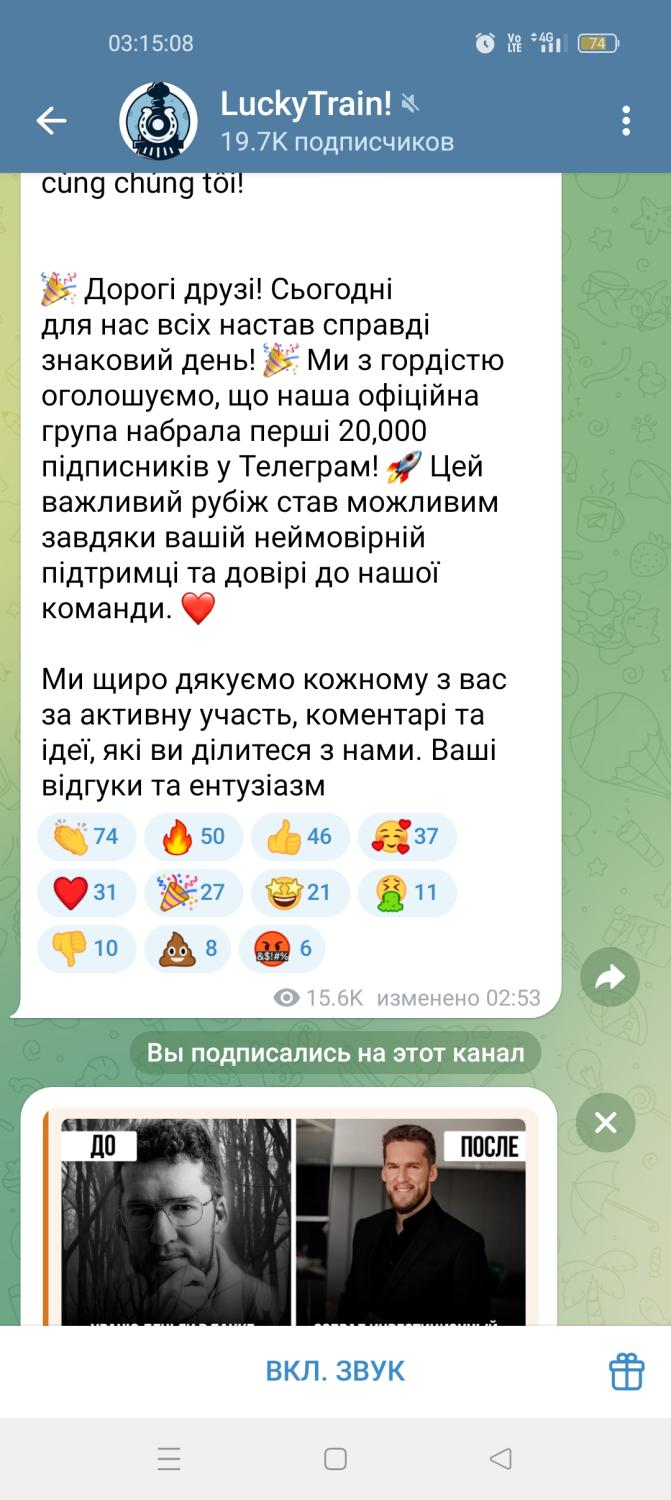 03:15:08
Vo LTE 4G 74
LuckyTrain!
19.7K подписчиков
cùng chúng tôi!
🎉 Дорогі друзі! Сьогодні
для нас всіх настав справді
знаковий день! 🎉 Ми з гордістю
оголошуємо, що наша офіційна
група набрала перші 20,000
підписників у Телеграм! 🚀 Цей
важливий рубіж став можливим
завдяки вашій неймовірній
підтримці та довірі до нашої
команди. ❤️
Ми щиро дякуємо кожному з вас
за активну участь, коментарі та
ідеї, які ви ділитеся з нами. Ваші
відгуки та ентузіазм
👏 74 🔥 50 👍 46 🥰 37
❤️ 31 🎉 27 🤩 21 🤮 11
👎 10 💩 8 🤬 6
15.6K изменено 02:53
Вы подписались на этот канал
ДО ПОСЛЕ
ВКЛ. ЗВУК